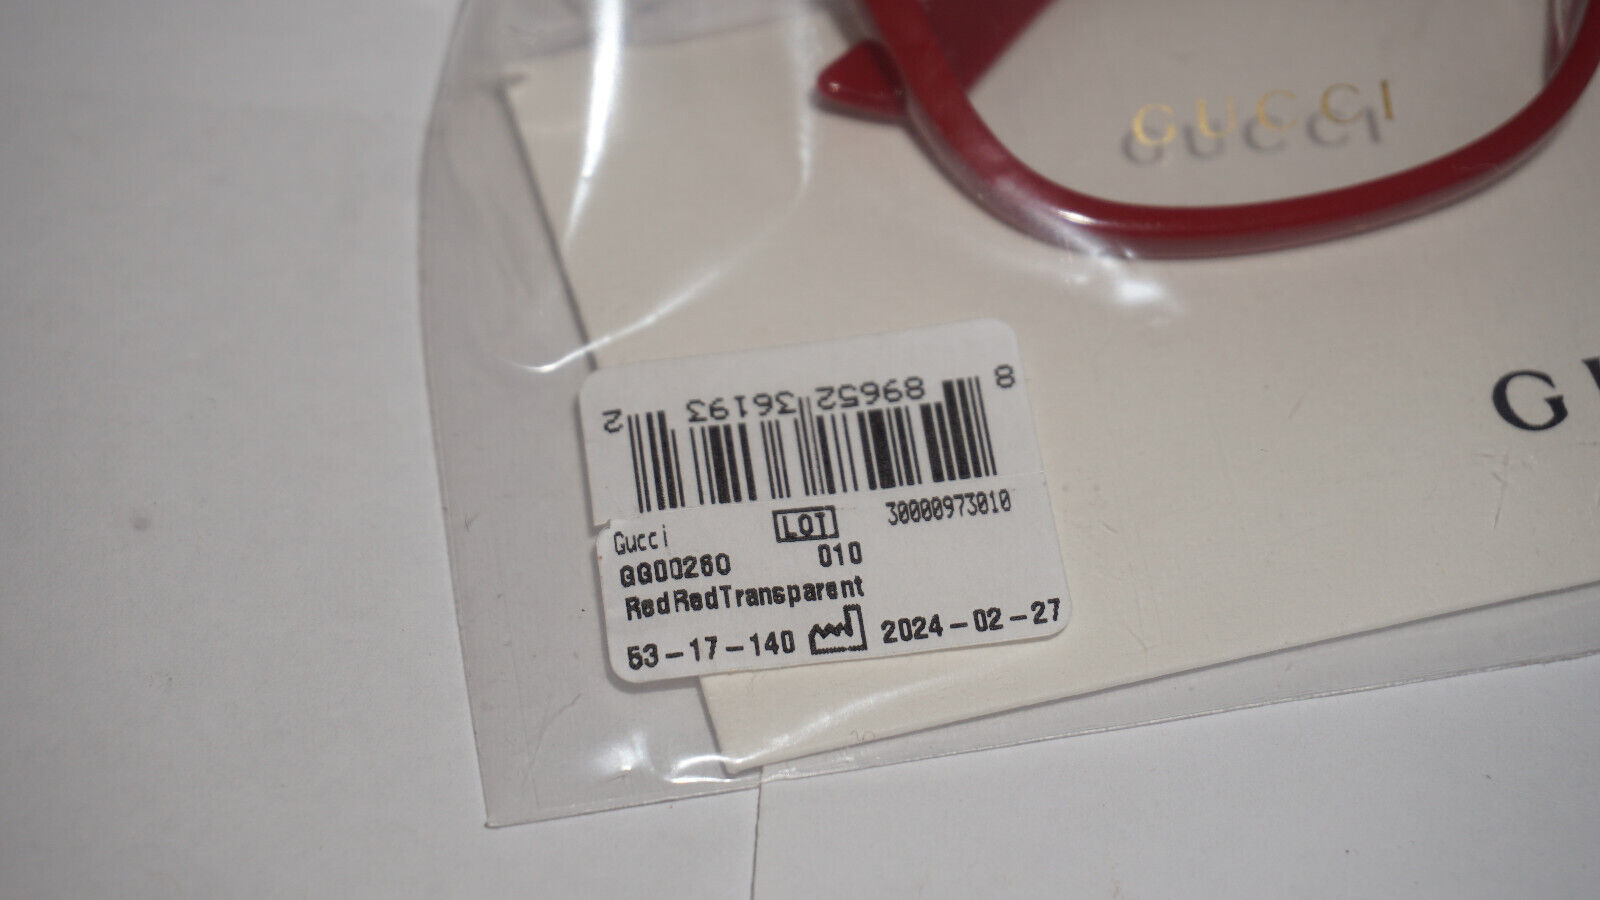 GUCCI
G
8 89652 36193 2
30000973010
LOT
Gucci
GG0026O 010
RedRedTransparent
53-17-140 2024-02-27